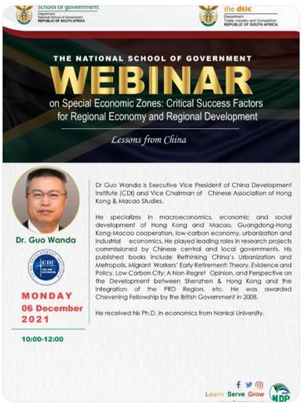 school of government
Department:
National School of Government
REPUBLIC OF SOUTH AFRICA
the dtic
Department:
Trade, Industry and Competition
REPUBLIC OF SOUTH AFRICA
THE NATIONAL SCHOOL OF GOVERNMENT
WEBINAR
on Special Economic Zones: Critical Success Factors
for Regional Economy and Regional Development
Lessons from China
Dr Guo Wanda is Executive Vice President of China Development
Institute (CDI) and Vice Chairman of Chinese Association of Hong
Kong & Macao Studies.
He specializes in macroeconomics, economic and social
development of Hong Kong and Macao, Guangdong-Hong
Kong-Macao cooperation, low-carbon economy, urbanization and
industrial economics. He played leading roles in research projects
commissioned by Chinese central and local governments. His
published books include Rethinking China's Urbanization and
Metropolis, Migrant Workers' Early Retirement: Theory, Evidence and
Policy, Low Carbon City: A Non-Regret Option, and Perspective on
the Development between Shenzhen & Hong Kong and the
Integration of the PRD Region, etc. He was awarded
Chevening Fellowship by the British Government in 2008.
He received his Ph.D. in economics from Nankai University.
Dr. Guo Wanda
CDI
MONDAY
06 December
2021
10:00-12:00
Learn Serve Grow
NDP